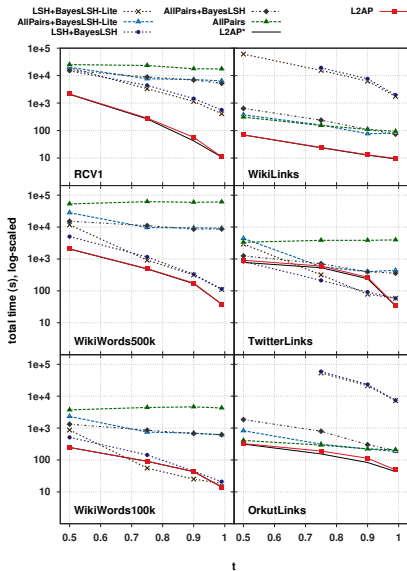 LSH+BayesLSH-Lite
AllPairs+BayesLSH-Lite
LSH+BayesLSH
AllPairs+BayesLSH
AllPairs
L2AP*
L2AP
total time (s), log-scaled
1e+5
1e+4
1e+3
100
10
RCV1
WikiLinks
1e+5
1e+4
1e+3
100
10
WikiWords500k
TwitterLinks
1e+5
1e+4
1e+3
100
10
WikiWords100k
OrkutLinks
0.5 0.6 0.7 0.8 0.9 1 0.5 0.6 0.7 0.8 0.9 1
t